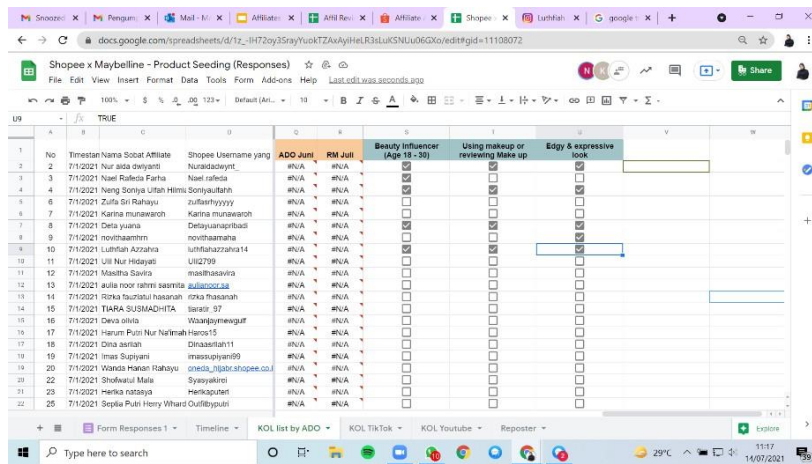 Snoozed
Pengum
Mail - M
Affiliate
Affil Revi
Affiliate
Shopee
Luthfiah
google
docs.google.com/spreadsheets/d/1z_-IH72oy3SrayYuokTZAxAyiHeLR3sLuKSNUu06GXo/edit#gid=11108072
Shopee x Maybelline - Product Seeding (Responses)
File Edit View Insert Format Data Tools Form Add-ons Help Last edit was seconds ago
Share
100% $ % .0 .00 123 Default (Ari... 10 B I S A
U9 fx TRUE
A B C D Q R S T U V W
1 No Timestan Nama Sobat Affiliate Shopee Username yang ADO Juni RM Juli Beauty Influencer (Age 18 - 30) Using makeup or reviewing Make up Edgy & expressive look
2 2 7/1/2021 Nur aida dwiyanti Nuraidadwynt_ #N/A #N/A
3 3 7/1/2021 Nael Rafeda Farha Nael.rafeda #N/A #N/A
4 4 7/1/2021 Neng Soniya Ulfah Hilmi Soniyaulfahh #N/A #N/A
5 6 7/1/2021 Zulfa Sri Rahayu zulfasrhyyyy #N/A #N/A
6 7 7/1/2021 Karina munawaroh Karina munawaroh #N/A #N/A
7 8 7/1/2021 Deta yuana Detayuanapribadi #N/A #N/A
8 9 7/1/2021 novithaamhrn novithaamaha #N/A #N/A
9 10 7/1/2021 Luthfiah Azzahra luthfiahazzahra14 #N/A #N/A
10 11 7/1/2021 Ulil Nur Hidayati Ulil2799 #N/A #N/A
11 12 7/1/2021 Masitha Savira masithasavira #N/A #N/A
12 13 7/1/2021 aulia noor rahmi sasmita aulianoor.sa #N/A #N/A
13 14 7/1/2021 Rizka fauziatul hasanah rizka fhasanah #N/A #N/A
14 15 7/1/2021 TIARA SUSMADHITA tiaratir_97 #N/A #N/A
15 16 7/1/2021 Deva olivia Waanjaymewgulf #N/A #N/A
16 17 7/1/2021 Harum Putri Nur Na'imah Haros15 #N/A #N/A
17 18 7/1/2021 Dina asriah Dinaasriah11 #N/A #N/A
18 19 7/1/2021 Imas Supiyani imassupiyani99 #N/A #N/A
19 20 7/1/2021 Wanda Hanan Rahayu oneda_hijabr.shopee.co.i #N/A #N/A
20 22 7/1/2021 Shofwatul Mala Syasyakirei #N/A #N/A
21 23 7/1/2021 Herika natasya Herikaputeri #N/A #N/A
22 25 7/1/2021 Septia Putri Herry Whard Outfitbyputri #N/A #N/A
Form Responses 1 Timeline KOL list by ADO KOL TikTok KOL Youtube Reposter Explore
Type here to search
29°C
11:17
14/07/2021